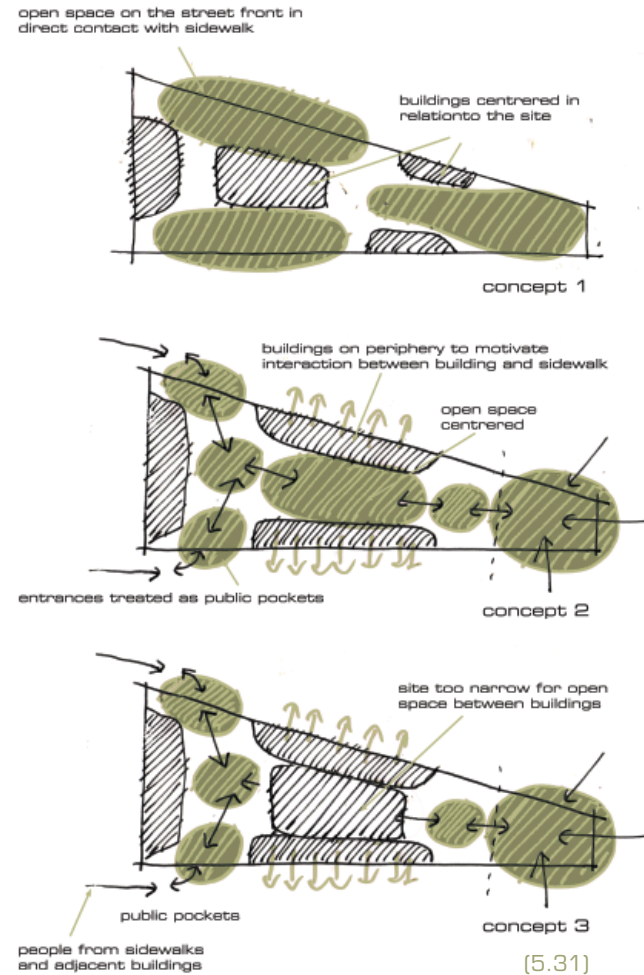 open space on the street front in
direct contact with sidewalk
buildings centrered in
relationto the site
concept 1
buildings on periphery to motivate
interaction between building and sidewalk
open space
centrered
entrances treated as public pockets
concept 2
site too narrow for open
space between buildings
public pockets
concept 3
people from sidewalks
and adjacent buildings
(5.31)